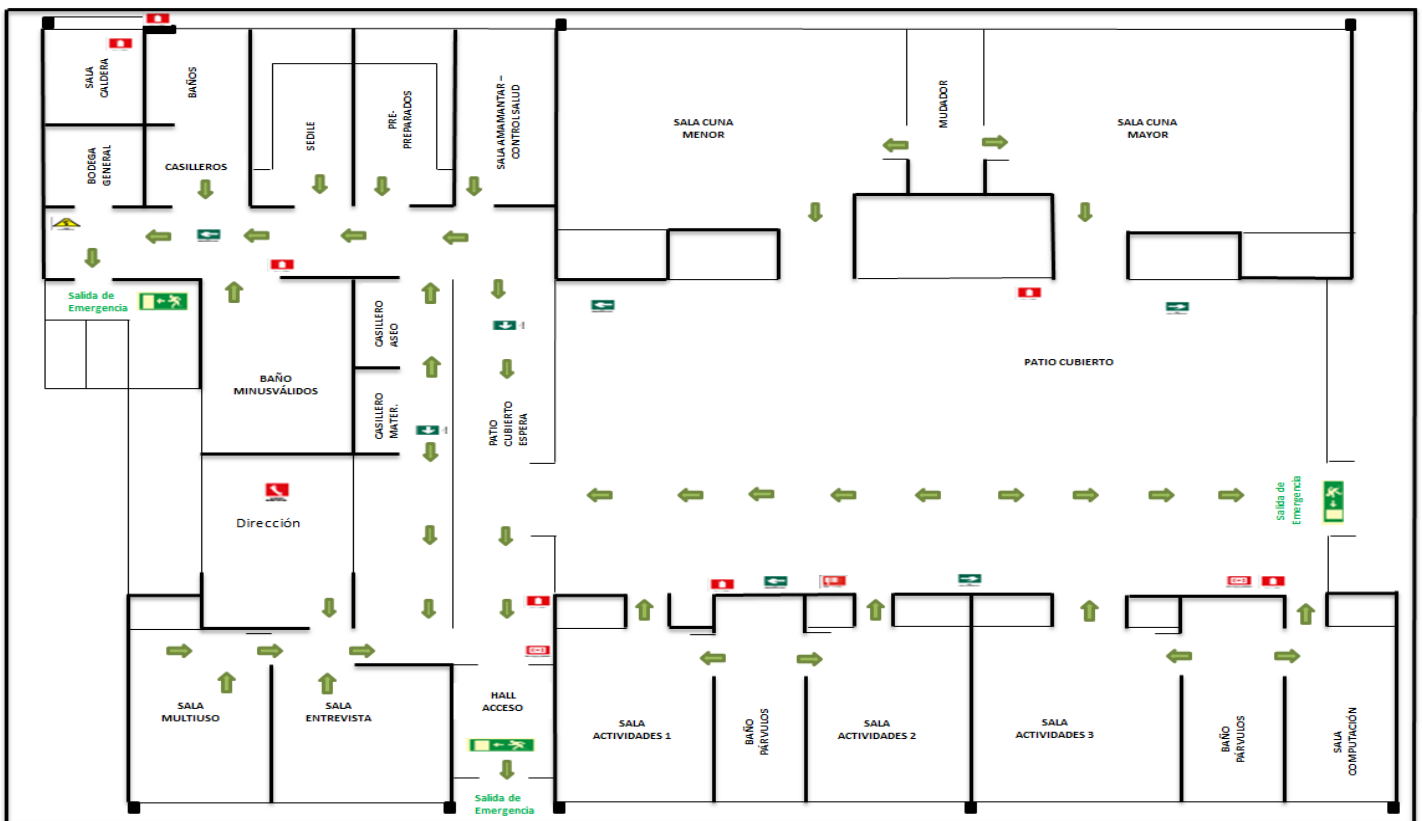 SALA
CALDERA
BAÑOS
SEDILE
PRE-
PREPARADOS
SALA AMAMANTAR –
CONTROL SALUD
SALA CUNA
MENOR
MUDADOR
SALA CUNA
MAYOR
BODEGA
GENERAL
CASILLEROS
Salida de
Emergencia
CASILLERO
ASEO
BAÑO
MINUSVÁLIDOS
CASILLERO
MATER.
PATIO
CUBIERTO
ESPERA
PATIO CUBIERTO
Salida de
Emergencia
Dirección
SALA
MULTIUSO
SALA
ENTREVISTA
HALL
ACCESO
SALA
ACTIVIDADES 1
BAÑO
PÁRVULOS
SALA
ACTIVIDADES 2
SALA
ACTIVIDADES 3
BAÑO
PÁRVULOS
SALA
COMPUTACIÓN
Salida de
Emergencia